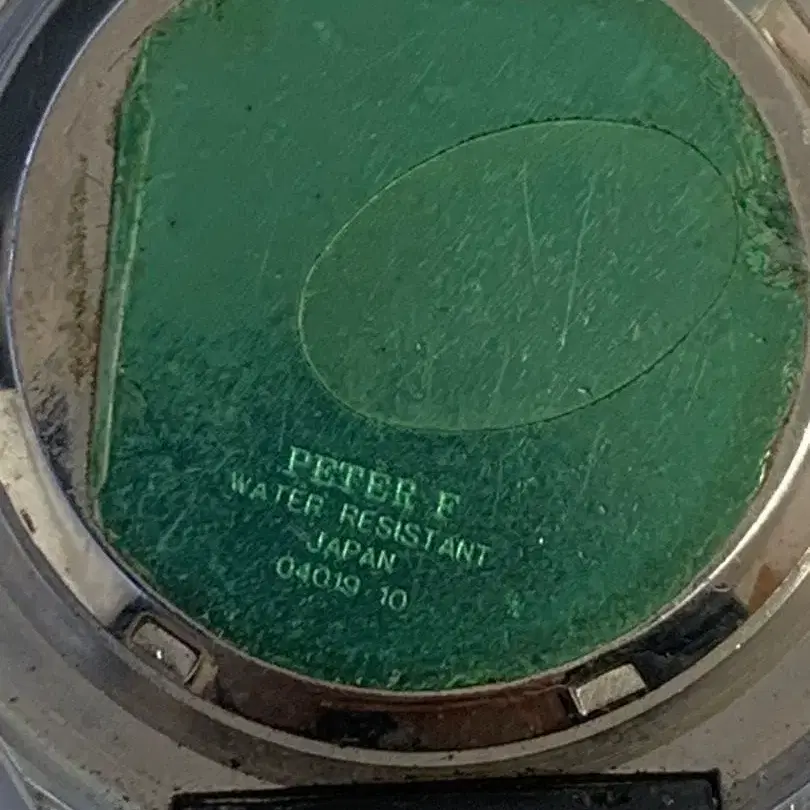 PETER F
WATER RESISTANT
JAPAN
04019 10